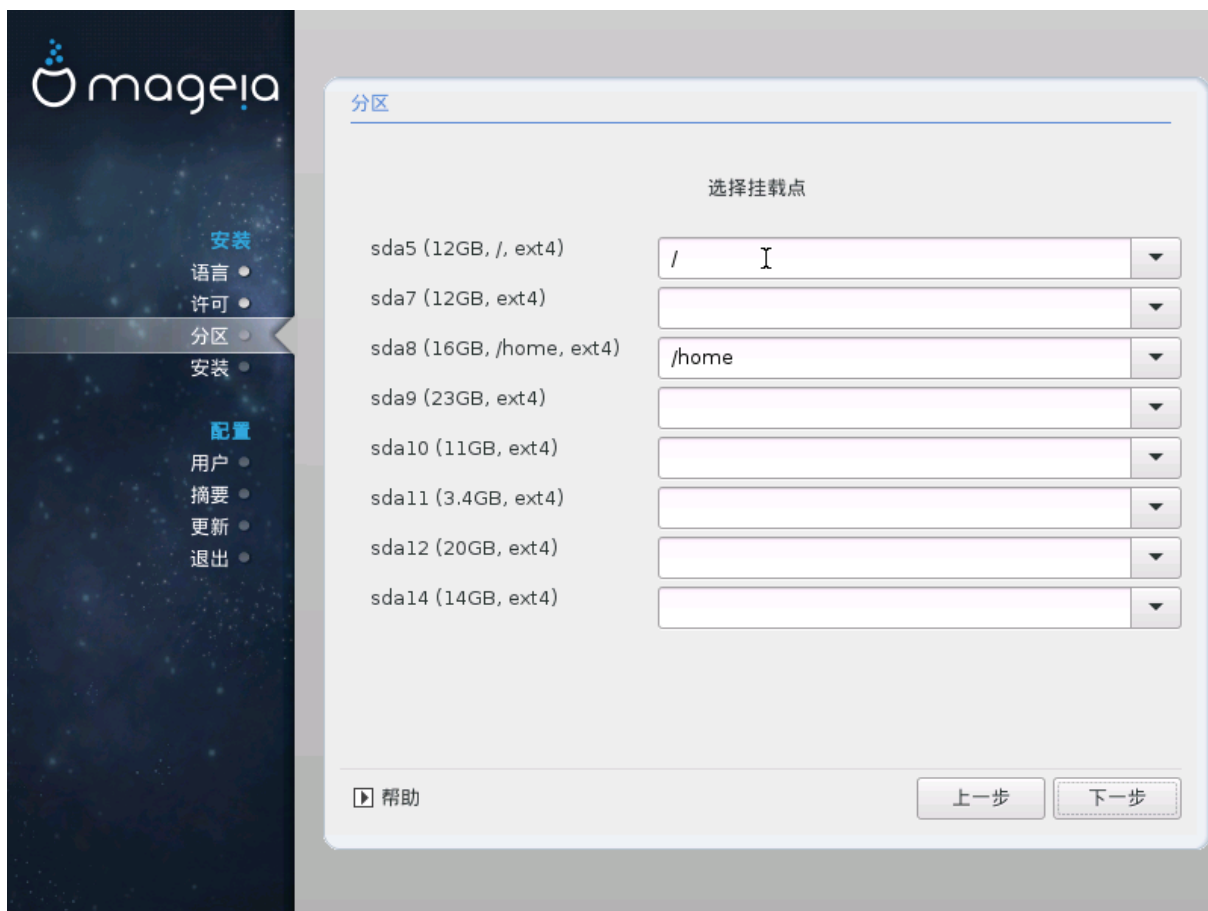 mageia
安装
语言
许可
分区
安装
配置
用户
摘要
更新
退出
分区
选择挂载点
sda5 (12GB, /, ext4)
/
sda7 (12GB, ext4)
sda8 (16GB, /home, ext4)
/home
sda9 (23GB, ext4)
sda10 (11GB, ext4)
sda11 (3.4GB, ext4)
sda12 (20GB, ext4)
sda14 (14GB, ext4)
帮助
上一步
下一步